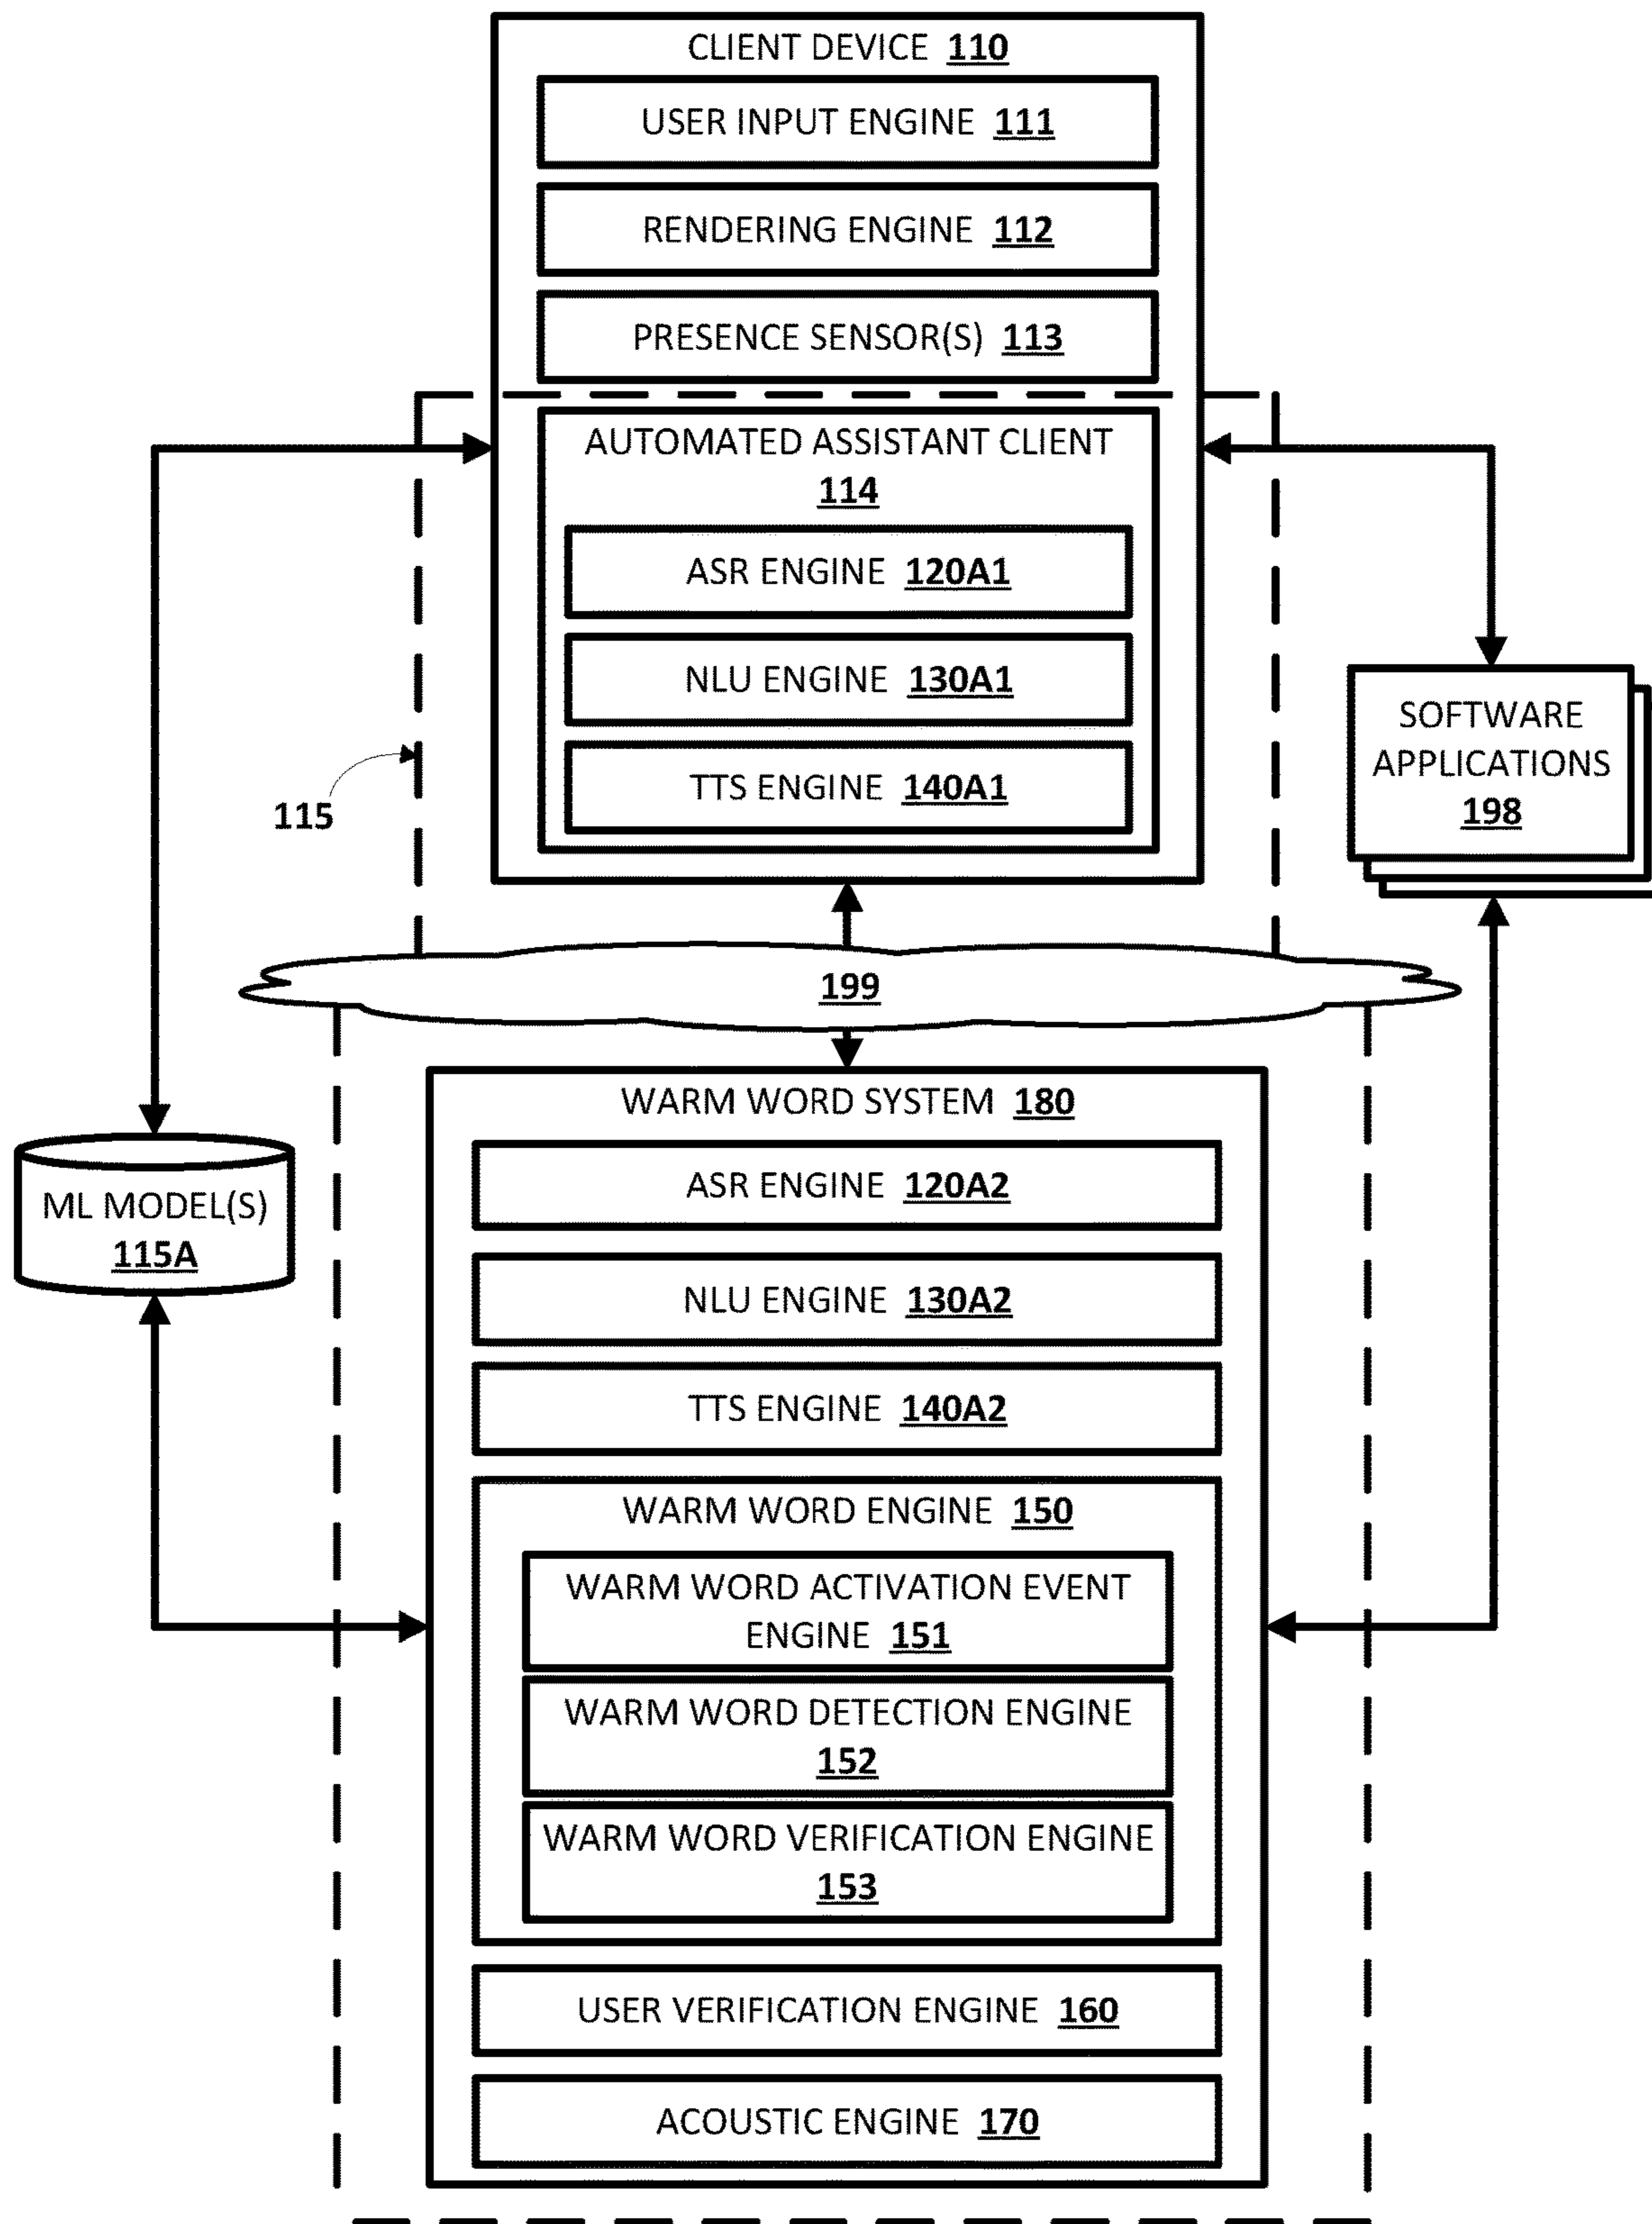 CLIENT DEVICE 110
USER INPUT ENGINE 111
RENDERING ENGINE 112
PRESENCE SENSOR(S) 113
AUTOMATED ASSISTANT CLIENT
114
ASR ENGINE 120A1
NLU ENGINE 130A1
TTS ENGINE 140A1
115
SOFTWARE
APPLICATIONS
198
199
ML MODEL(S)
115A
WARM WORD SYSTEM 180
ASR ENGINE 120A2
NLU ENGINE 130A2
TTS ENGINE 140A2
WARM WORD ENGINE 150
WARM WORD ACTIVATION EVENT
ENGINE 151
WARM WORD DETECTION ENGINE
152
WARM WORD VERIFICATION ENGINE
153
USER VERIFICATION ENGINE 160
ACOUSTIC ENGINE 170